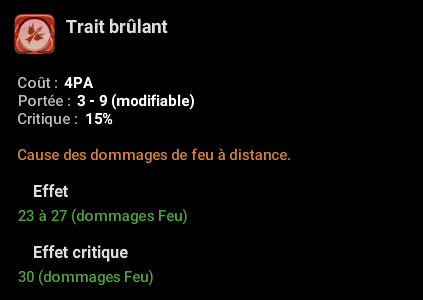 Trait brûlant
Coût : 4PA
Portée : 3 - 9 (modifiable)
Critique : 15%
Cause des dommages de feu à distance.
Effet
23 à 27 (dommages Feu)
Effet critique
30 (dommages Feu)